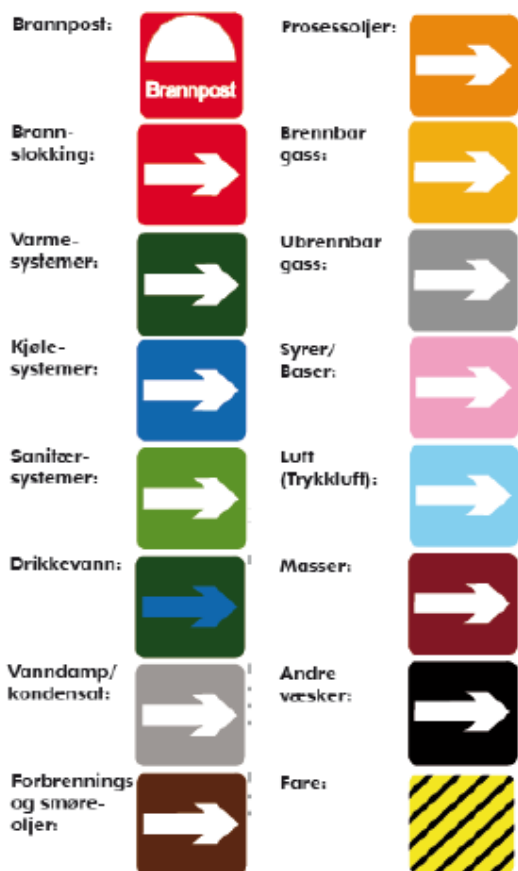 Brannpost:
Brannpost
Brann-
slokking:
Varme-
systemer:
Kjøle-
systemer:
Sanitær-
systemer:
Drikkevann:
Vanndamp/
kondensat:
Forbrennings
og smøre-
oljer:
Prosessoljer:
Brennbar
gass:
Ubrennbar
gass:
Syrer/
Baser:
Luft
(Trykkluft):
Masser:
Andre
væsker:
Fare: